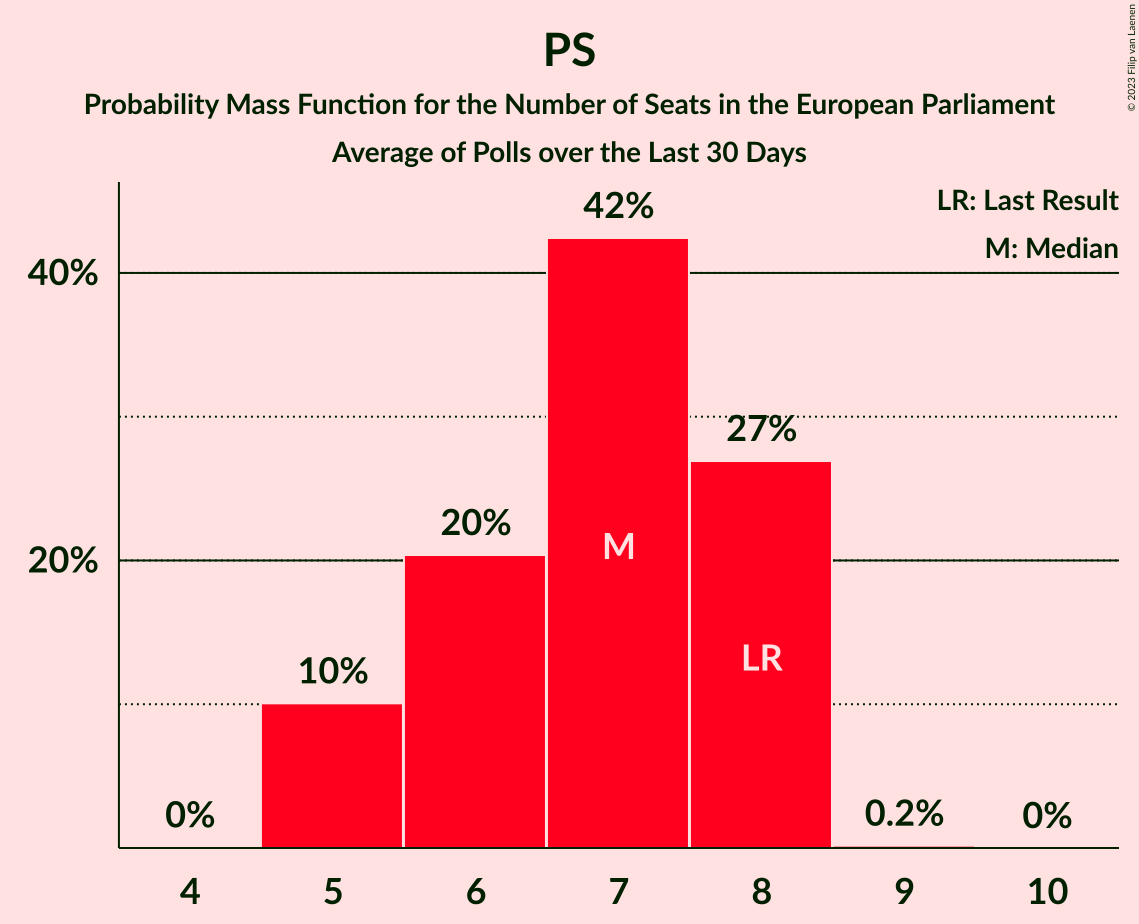 PS
Probability Mass Function for the Number of Seats in the European Parliament
Average of Polls over the Last 30 Days
© 2023 Filip van Laenen
LR: Last Result
M: Median
40%
20%
0%
10%
20%
42%
27%
0.2%
0%
M
LR
4
5
6
7
8
9
10